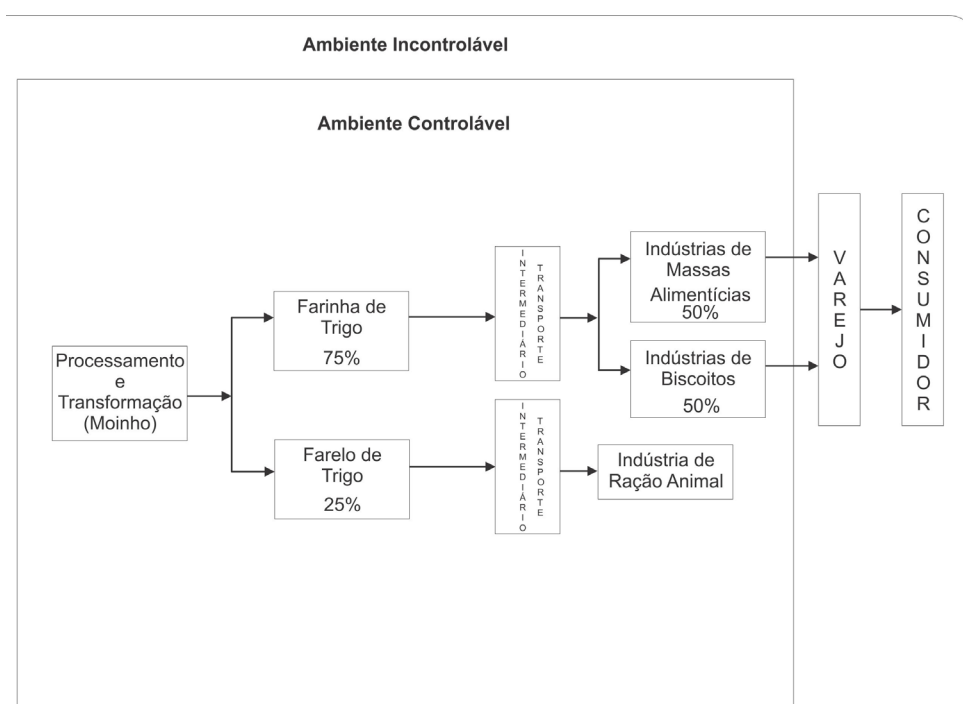 Ambiente Incontrolável
Ambiente Controlável
Processamento
e
Transformação
(Moinho)
Farinha de
Trigo
75%
Farelo de
Trigo
25%
INTERMEDIÁRIO
TRANSPORTE
INTERMEDIÁRIO
TRANSPORTE
Indústrias de
Massas
Alimentícias
50%
Indústrias de
Biscoitos
50%
Indústria de
Ração Animal
VAREJO
CONSUMIDOR